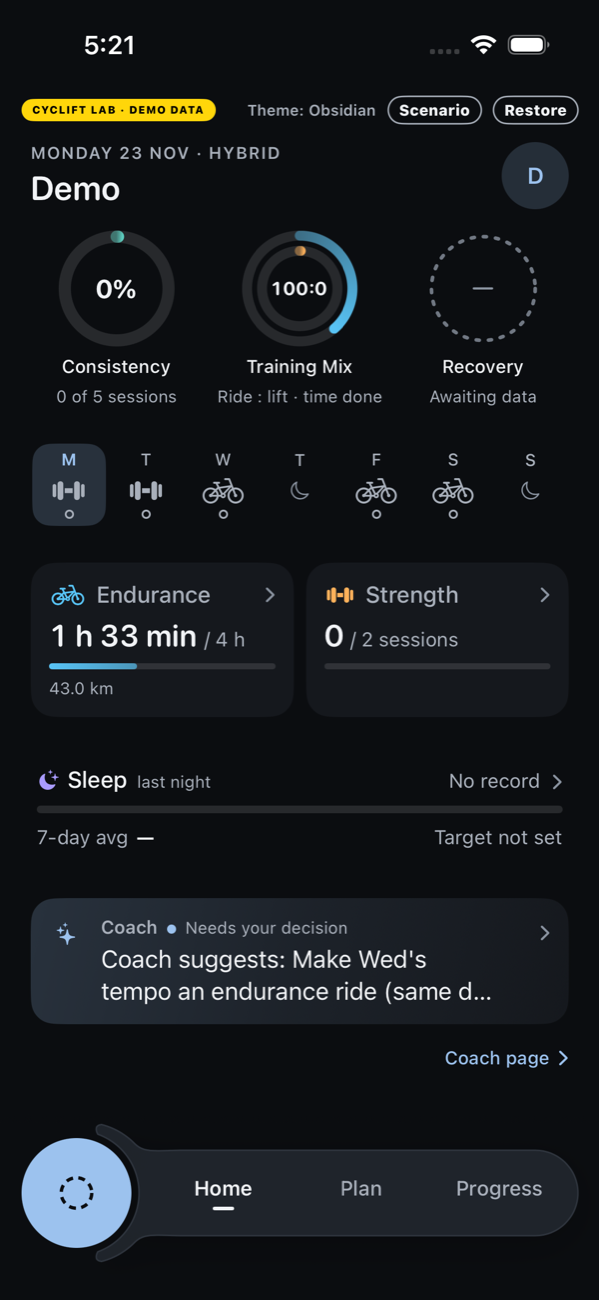 5:21
CYCLIFT LAB · DEMO DATA
Theme: Obsidian
Scenario
Restore
MONDAY 23 NOV · HYBRID
Demo
D
0%
100:0
—
Consistency
Training Mix
Recovery
0 of 5 sessions
Ride : lift · time done
Awaiting data
M
T
W
T
F
S
S
Endurance
1 h 33 min / 4 h
43.0 km
Strength
0 / 2 sessions
Sleep last night
No record
7-day avg —
Target not set
Coach • Needs your decision
Coach suggests: Make Wed's
tempo an endurance ride (same d...
Coach page
Home
Plan
Progress